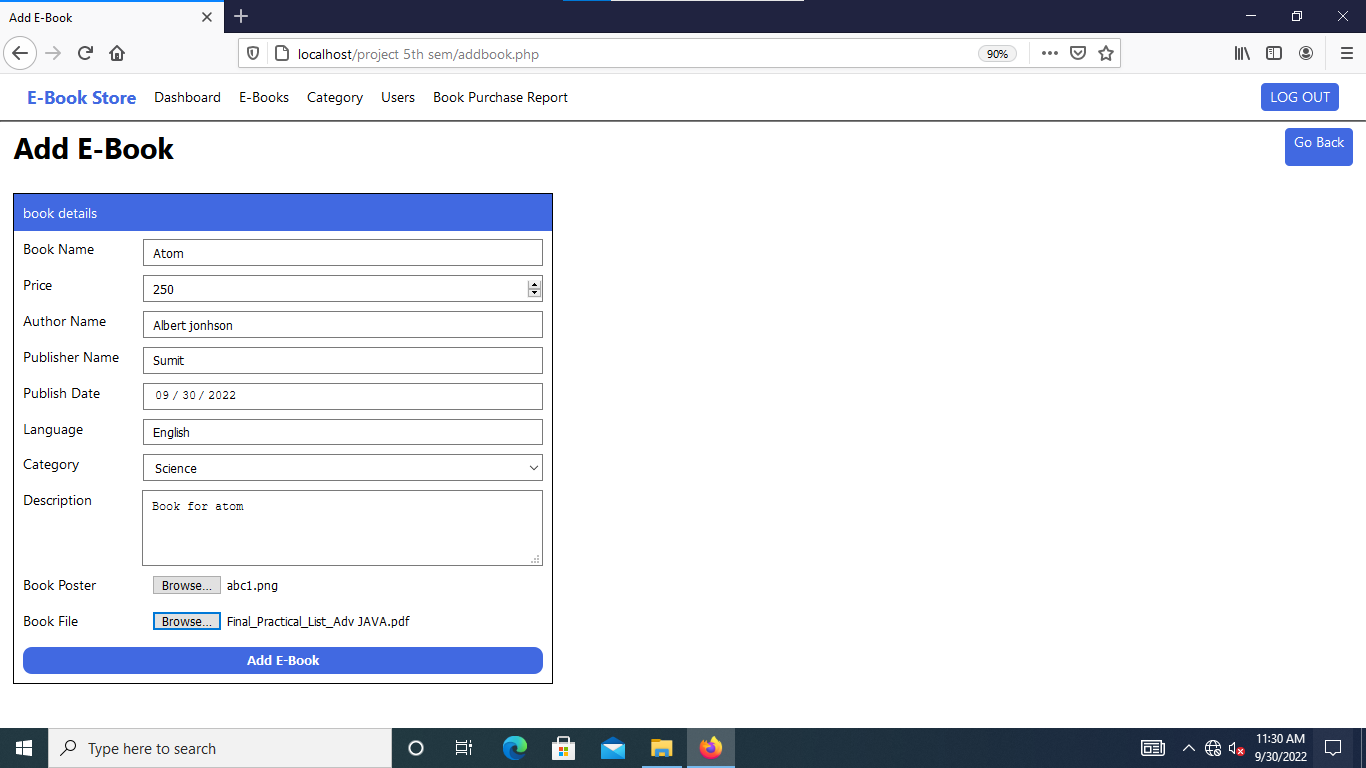 Add E-Book
localhost/project 5th sem/addbook.php 90%
E-Book Store Dashboard E-Books Category Users Book Purchase Report LOG OUT
Add E-Book Go Back
book details
Book Name Atom
Price 250
Author Name Albert jonhson
Publisher Name Sumit
Publish Date 09 / 30 / 2022
Language English
Category Science
Description Book for atom
Book Poster Browse... abc1.png
Book File Browse... Final_Practical_List_Adv JAVA.pdf
Add E-Book
Type here to search
11:30 AM
9/30/2022